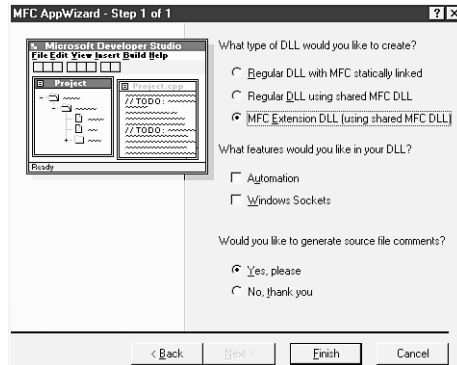 MFC AppWizard - Step 1 of 1
Microsoft Developer Studio
File Edit View Insert Build Help
Project
Project.cpp
// TODO:
// TODO:
Ready
What type of DLL would you like to create?
Regular DLL with MFC statically linked
Regular DLL using shared MFC DLL
MFC Extension DLL (using shared MFC DLL)
What features would you like in your DLL?
Automation
Windows Sockets
Would you like to generate source file comments?
Yes, please
No, thank you
< Back
Next >
Finish
Cancel